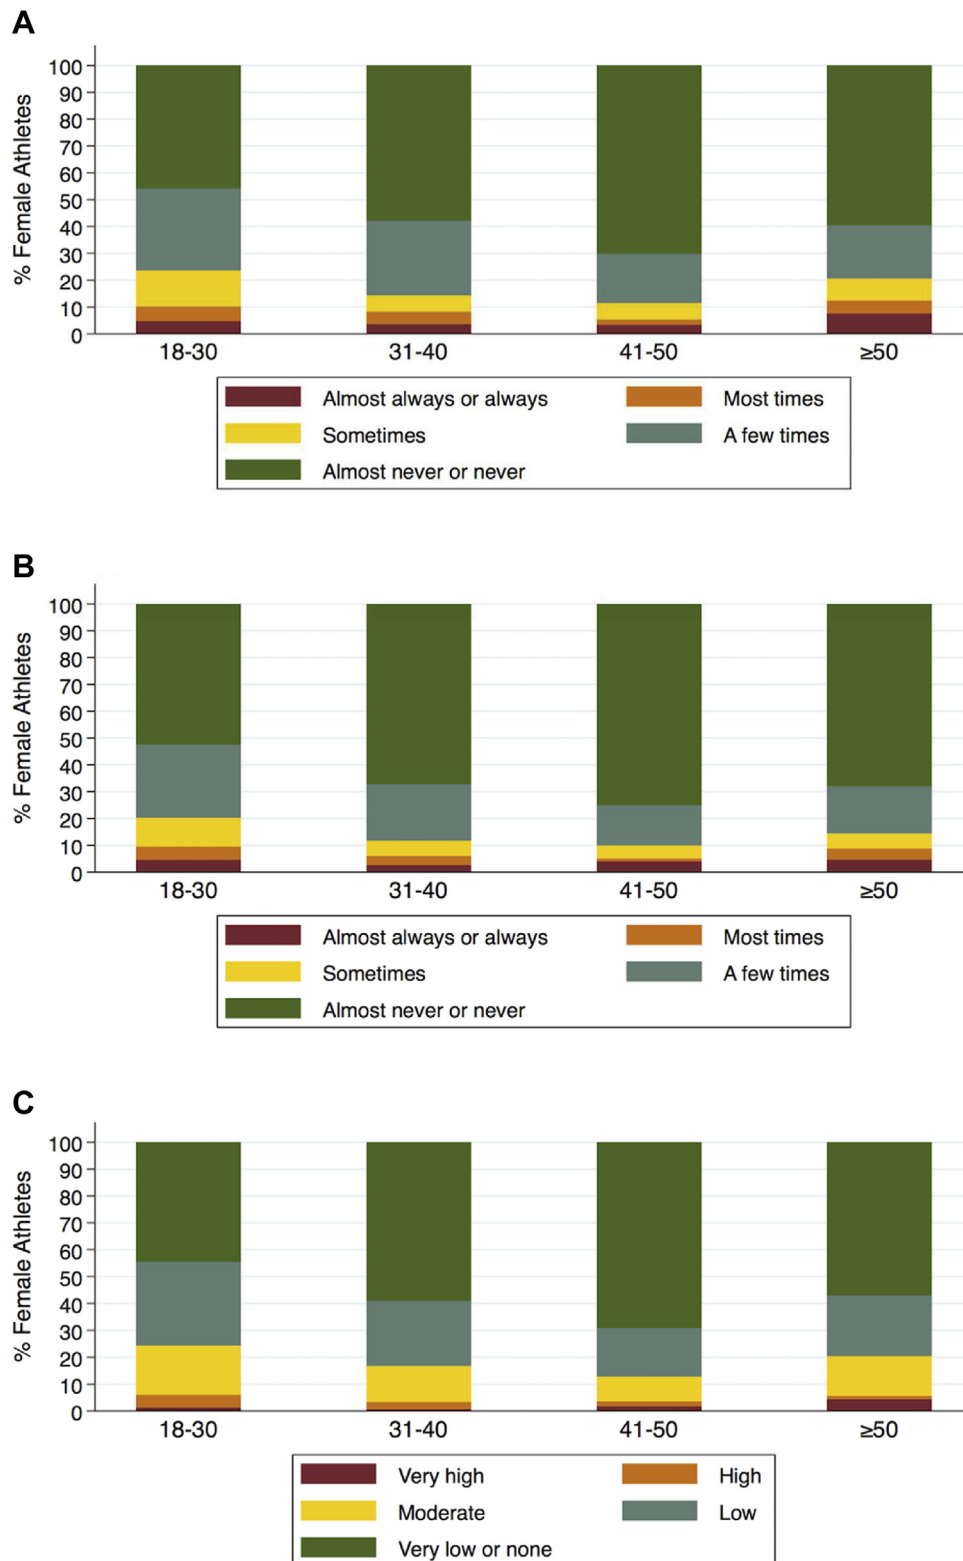 A
% Female Athletes
100
90
80
70
60
50
40
30
20
10
0
18-30 31-40 41-50 ≥50
Almost always or always Most times
Sometimes A few times
Almost never or never
B
% Female Athletes
100
90
80
70
60
50
40
30
20
10
0
18-30 31-40 41-50 ≥50
Almost always or always Most times
Sometimes A few times
Almost never or never
C
% Female Athletes
100
90
80
70
60
50
40
30
20
10
0
18-30 31-40 41-50 ≥50
Very high High
Moderate Low
Very low or none